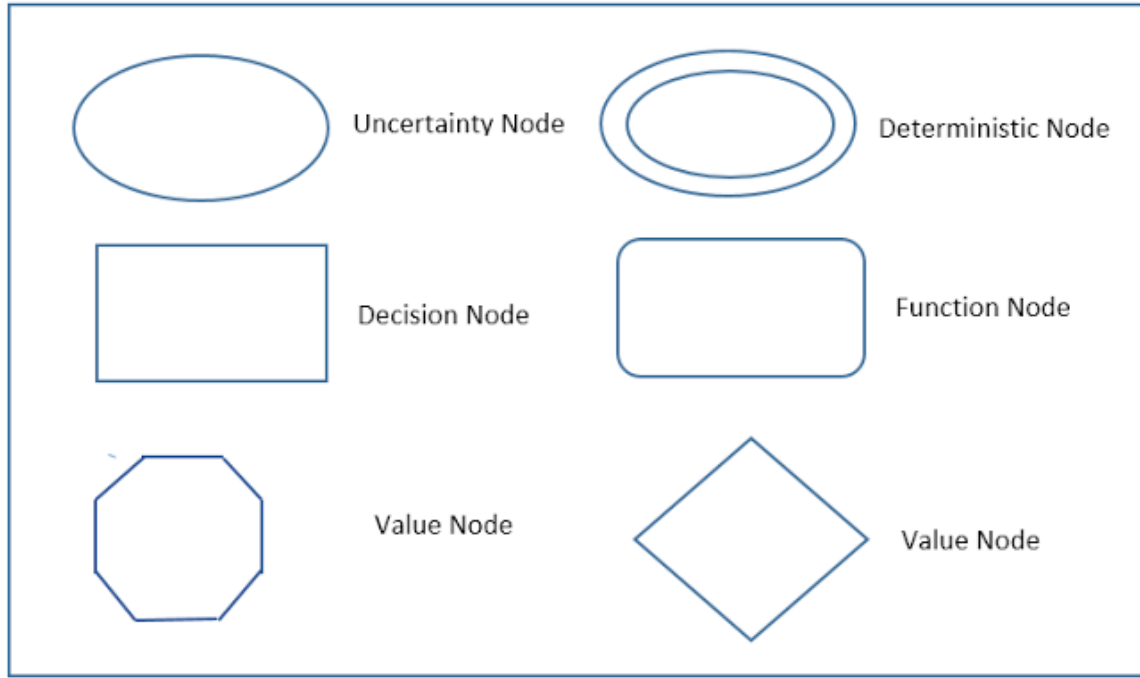 Uncertainty Node
Deterministic Node
Decision Node
Function Node
Value Node
Value Node